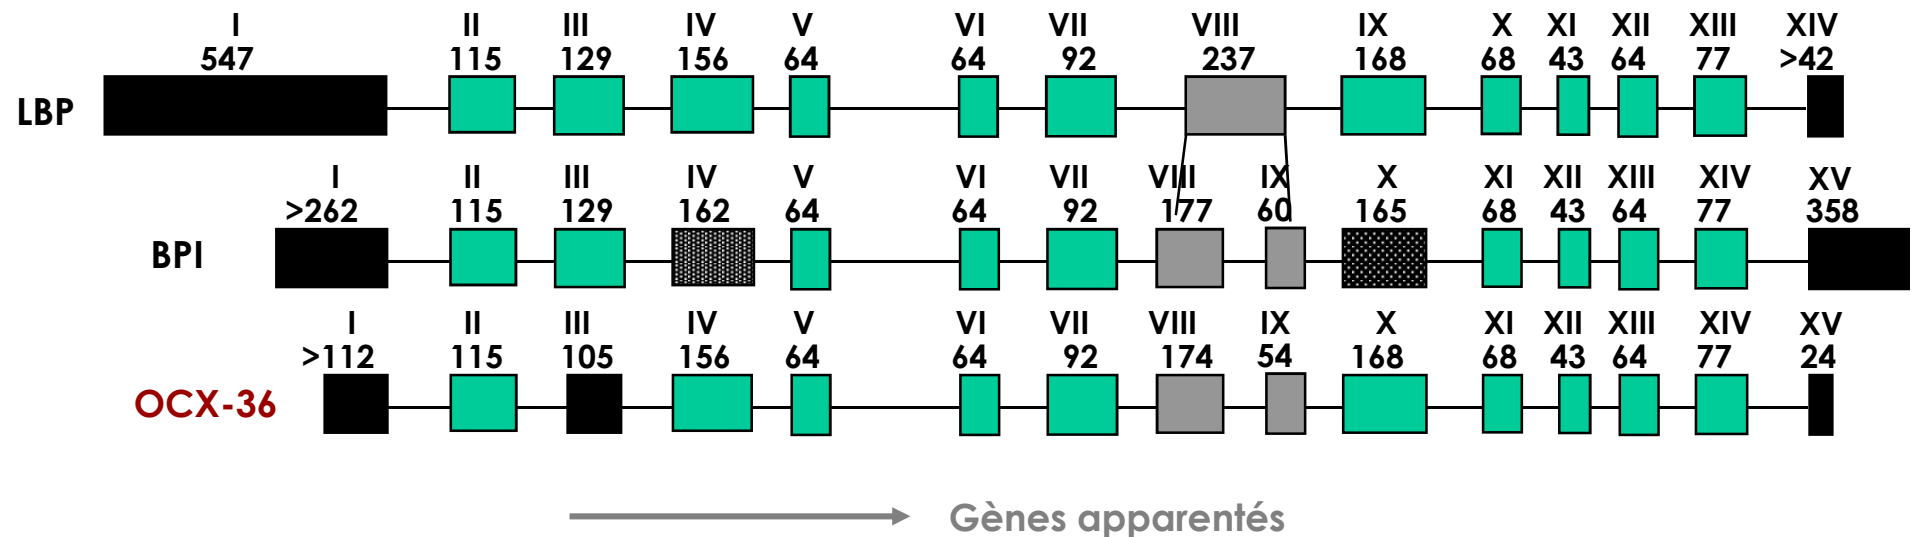 I II III IV V VI VII VIII IX X XI XII XIII XIV
547 115 129 156 64 64 92 237 168 68 43 64 77 >42
LBP
I II III IV V VI VII VIII IX X XI XII XIII XIV XV
>262 115 129 162 64 64 92 177 60 165 68 43 64 77 358
BPI
I II III IV V VI VII VIII IX X XI XII XIII XIV XV
>112 115 105 156 64 64 92 174 54 168 68 43 64 77 24
OCX-36
Gènes apparentés